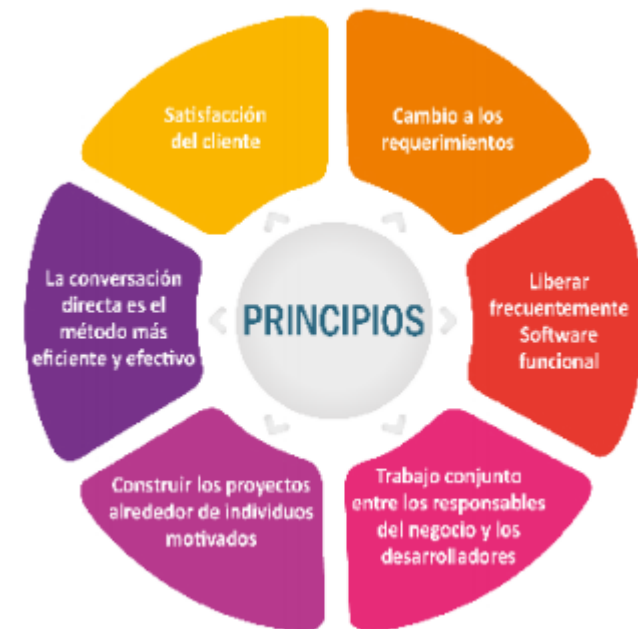 Satisfacción
del cliente
Cambio a los
requerimientos
Liberar
frecuentemente
Software
funcional
Trabajo conjunto
entre los responsables
del negocio y los
desarrolladores
Construir los proyectos
alrededor de individuos
motivados
La conversación
directa es el
método más
eficiente y efectivo
PRINCIPIOS